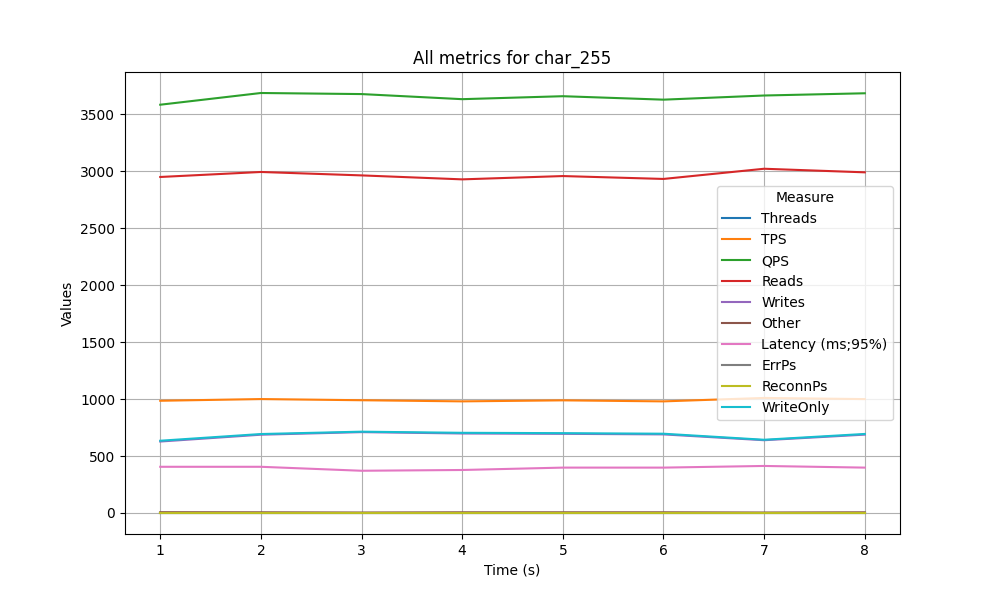 All metrics for char_255
3500
3000
2500
2000
1500
1000
500
0
Values
Measure
Threads
TPS
QPS
Reads
Writes
Other
Latency (ms;95%)
ErrPs
ReconnPs
WriteOnly
1 2 3 4 5 6 7 8
Time (s)